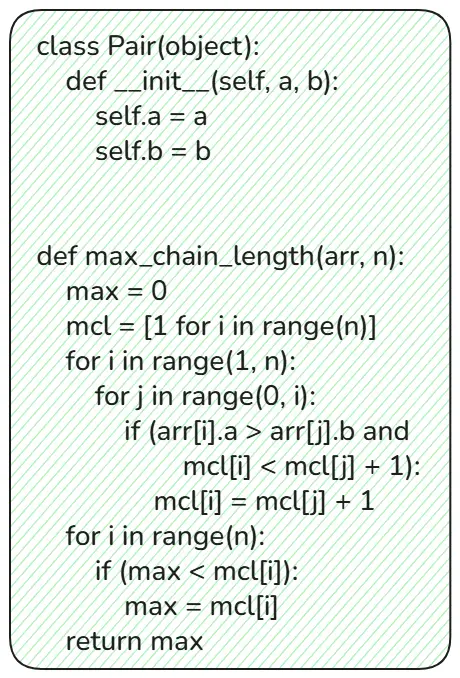 class Pair(object):
    def __init__(self, a, b):
        self.a = a
        self.b = b
def max_chain_length(arr, n):
    max = 0
    mcl = [1 for i in range(n)]
    for i in range(1, n):
        for j in range(0, i):
            if (arr[i].a > arr[j].b and
                    mcl[i] < mcl[j] + 1):
                mcl[i] = mcl[j] + 1
    for i in range(n):
        if (max < mcl[i]):
            max = mcl[i]
    return max